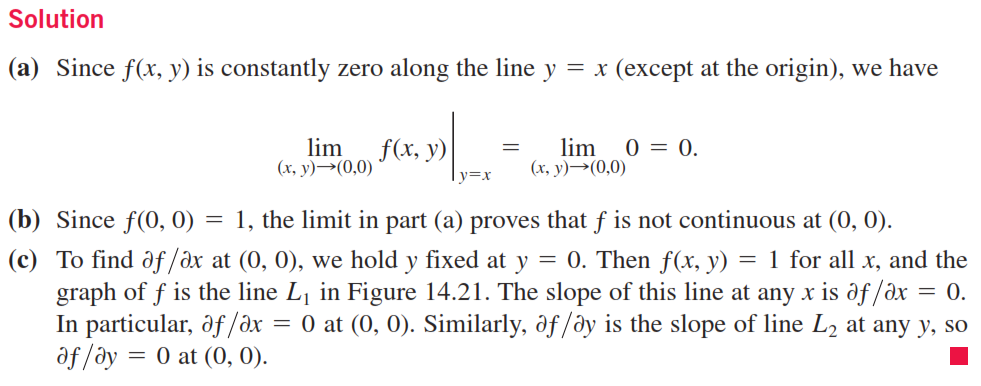 Solution
(a) Since f(x, y) is constantly zero along the line y = x (except at the origin), we have
lim f(x, y)| = lim 0 = 0.
(x, y)→(0,0) y=x (x, y)→(0,0)
(b) Since f(0, 0) = 1, the limit in part (a) proves that f is not continuous at (0, 0).
(c) To find ∂f/∂x at (0, 0), we hold y fixed at y = 0. Then f(x, y) = 1 for all x, and the
graph of f is the line L₁ in Figure 14.21. The slope of this line at any x is ∂f/∂x = 0.
In particular, ∂f/∂x = 0 at (0, 0). Similarly, ∂f/∂y is the slope of line L₂ at any y, so
∂f/∂y = 0 at (0, 0).